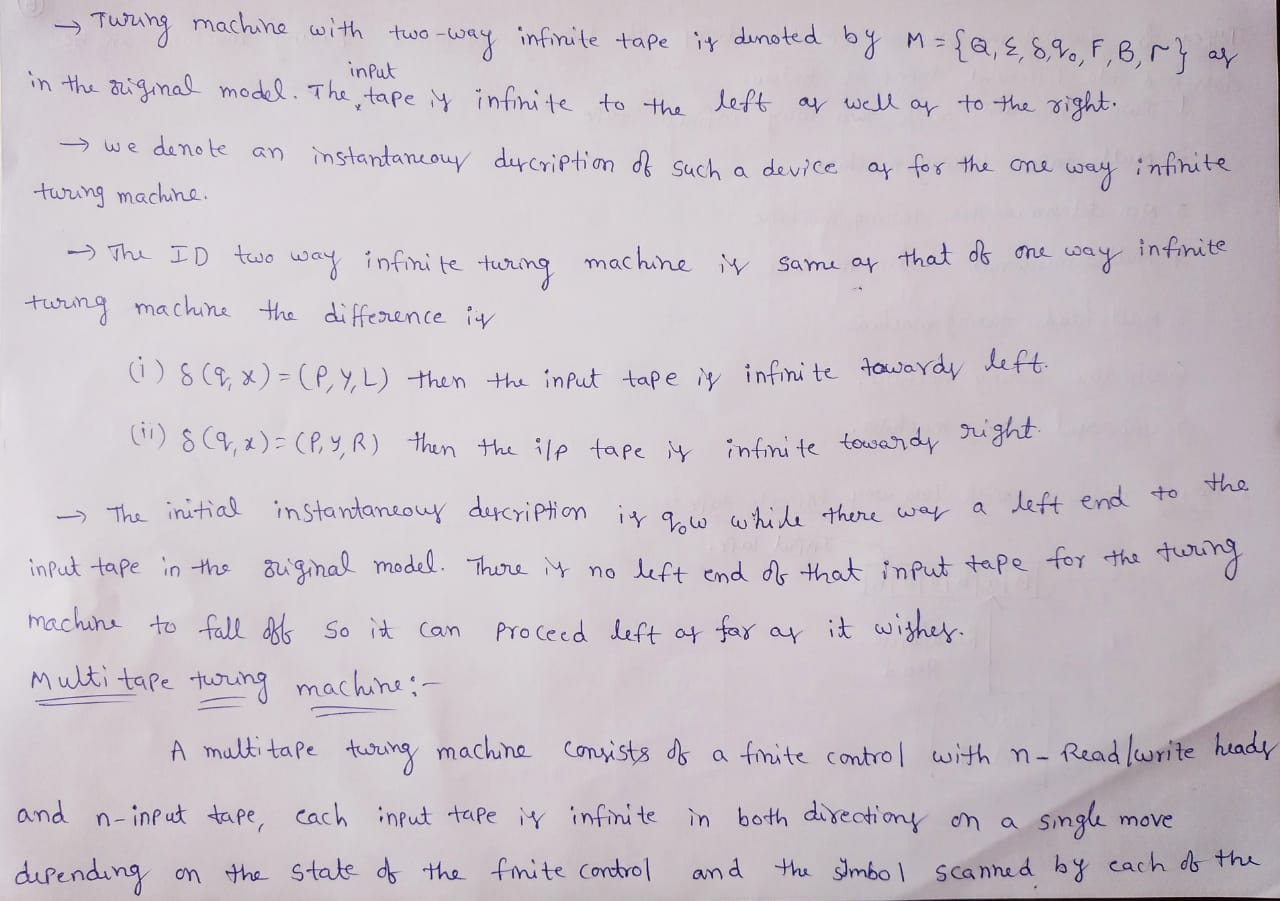 → Turing machine with two-way infinite tape is denoted by M = {Q, Σ, δ, q₀, F, B, Γ} as
in the original model. The input tape is infinite to the left as well as to the right.
→ we denote an instantaneous description of such a device as for the one way infinite
turing machine.
→ The ID two way infinite turing machine is same as that of one way infinite
turing machine the difference is
(i) δ(q, x) = (P, Y, L) then the input tape is infinite towards left.
(ii) δ(q, x) = (P, y, R) then the i/p tape is infinite towards right.
→ The initial instantaneous description is q₀w while there was a left end to the
input tape in the original model. There is no left end of that input tape for the turing
machine to fall off so it can proceed left as far as it wishes.
Multi tape turing machine:-
A multitape turing machine consists of a finite control with n- Read/write heads
and n-input tape, each input tape is infinite in both directions on a single move
depending on the state of the finite control and the symbol scanned by each of the